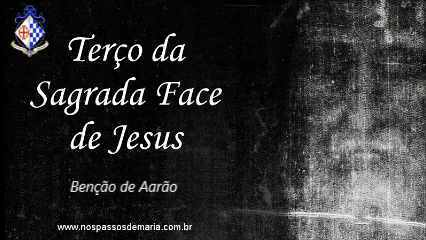 Terço da
Sagrada Face
de Jesus
Benção de Aarão
www.nospassosdemaria.com.br